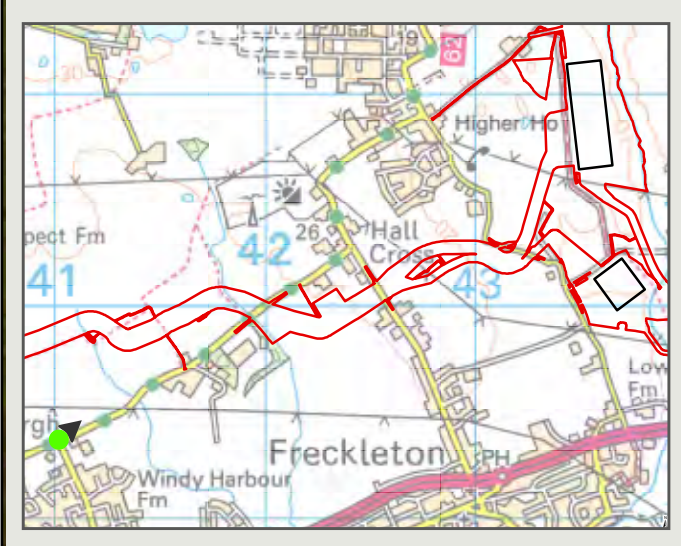 19
62
30
Higher Ho
pect Fm
26
Hall
Cross
42
41
43
Low
Fm
rgh
Freckleton
PH
Windy Harbour
Fm